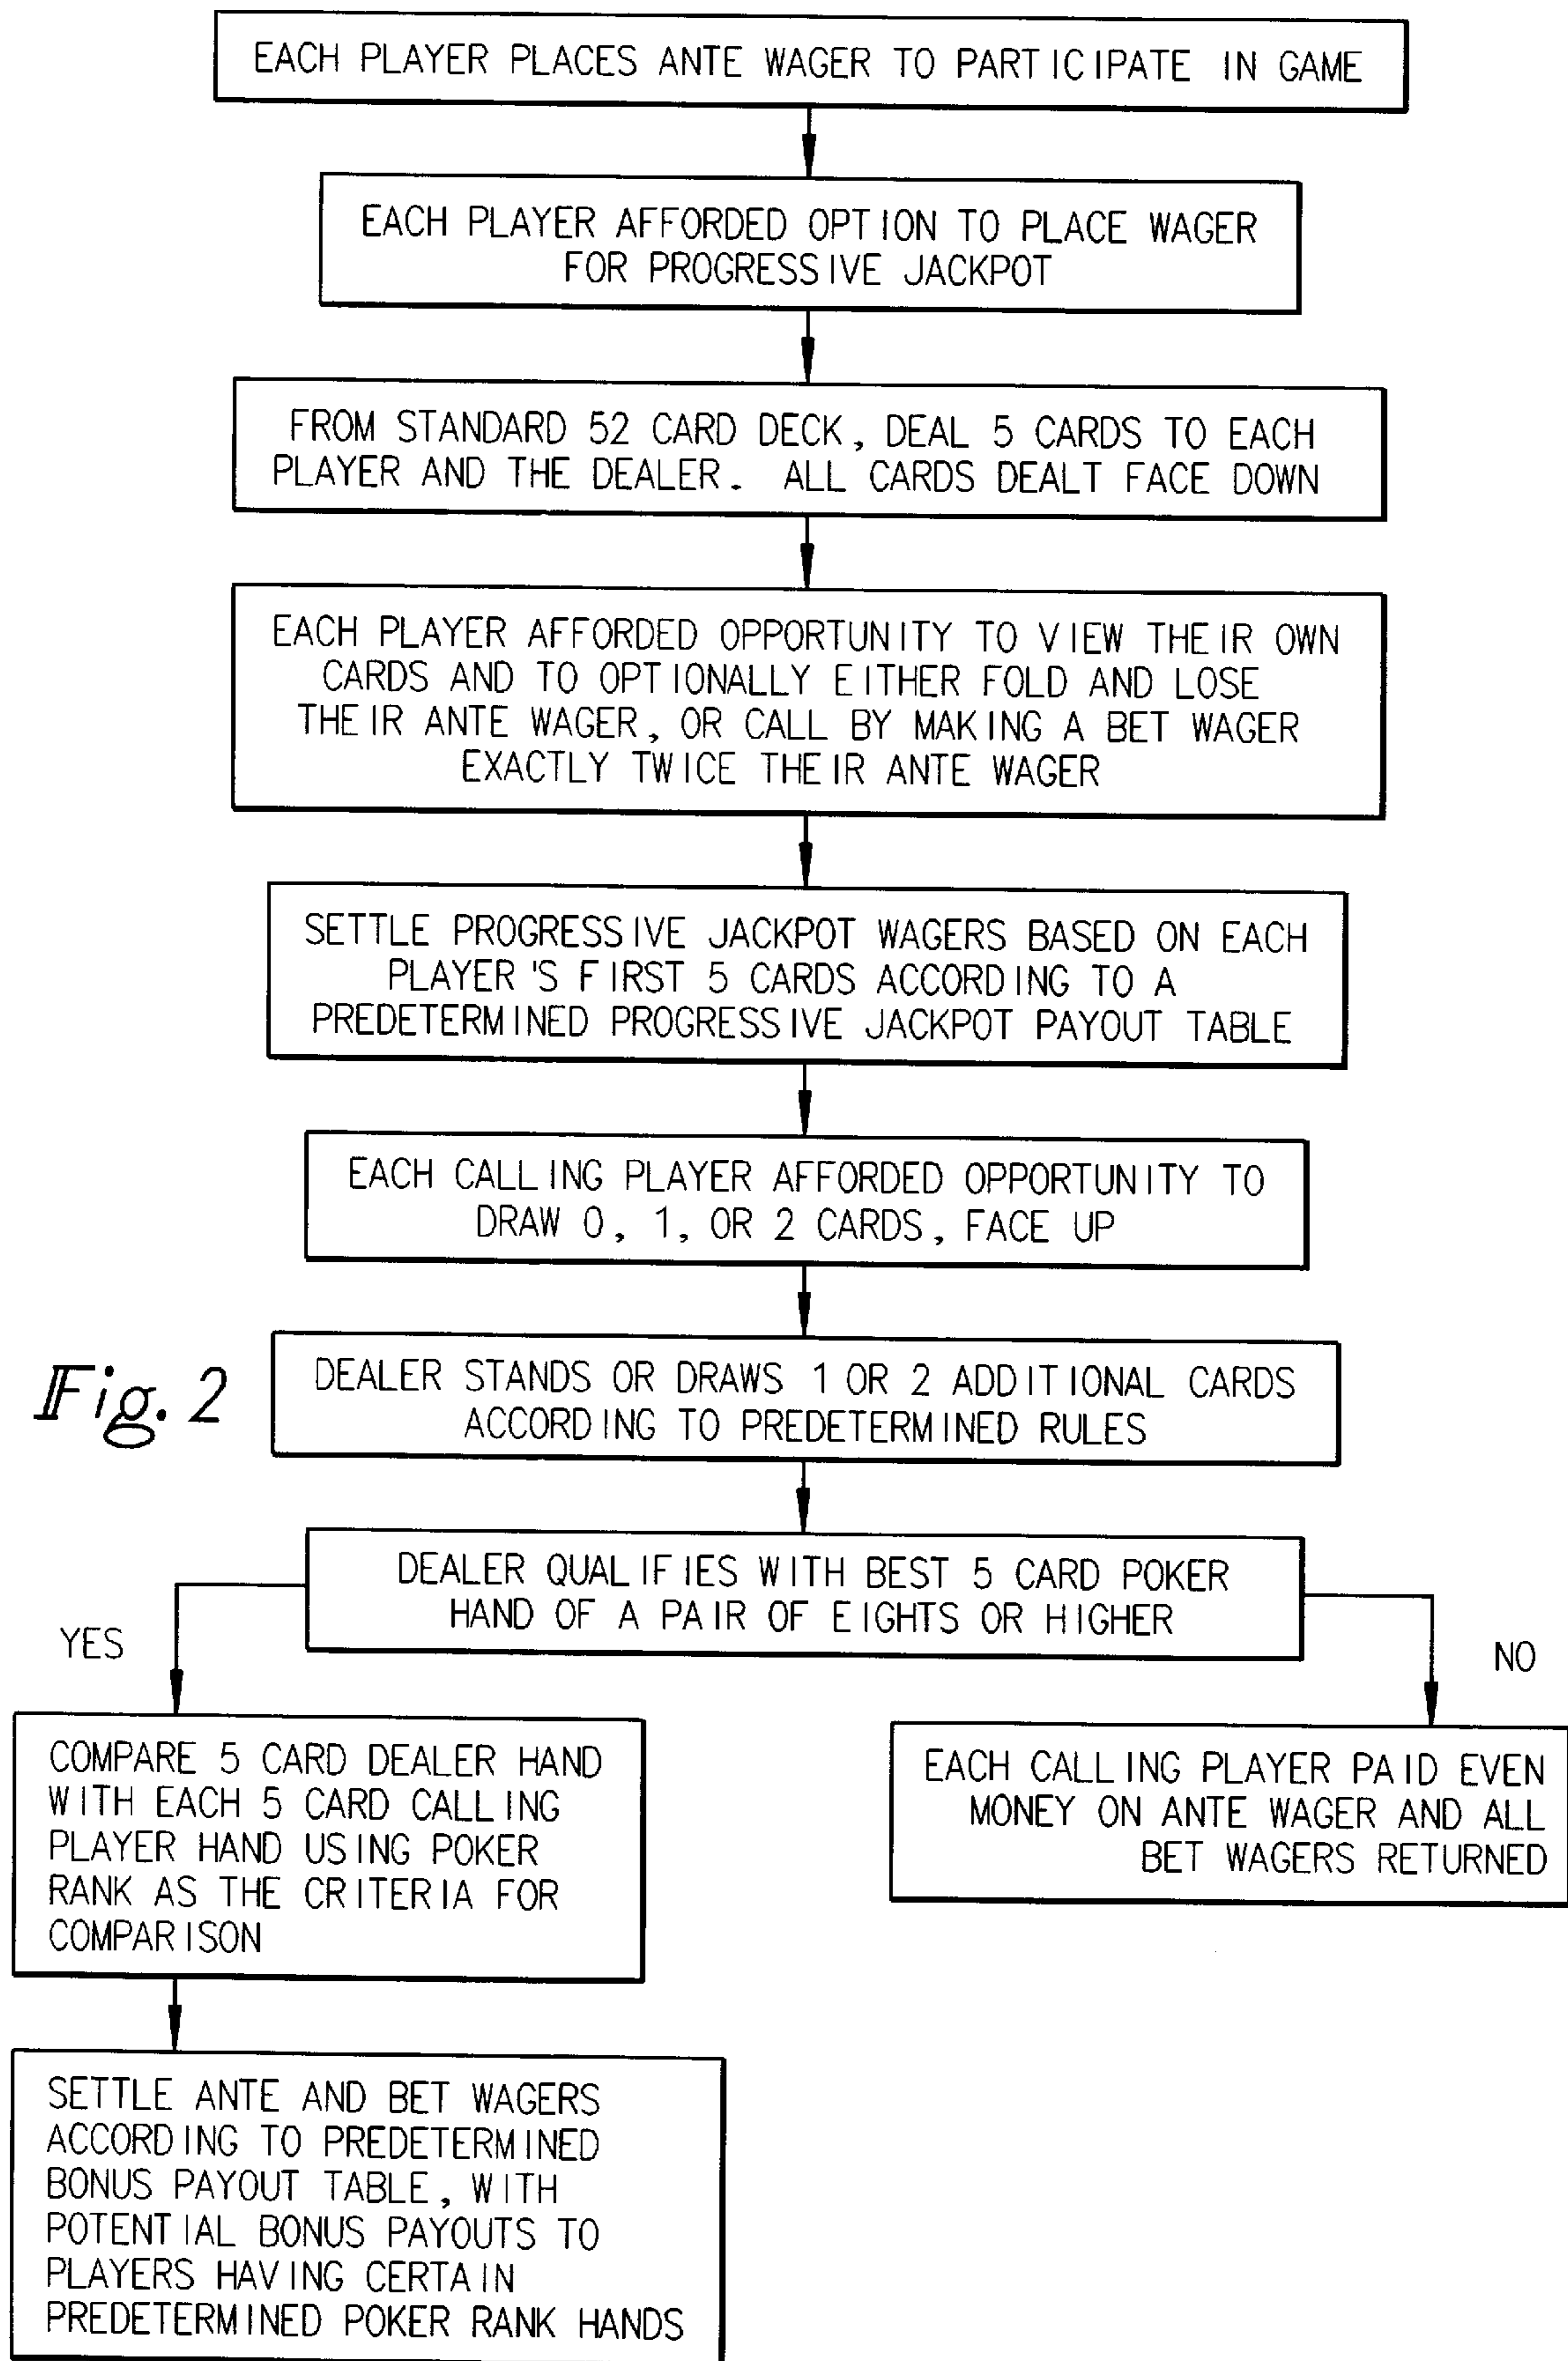 EACH PLAYER PLACES ANTE WAGER TO PARTICIPATE IN GAME
EACH PLAYER AFFORDED OPTION TO PLACE WAGER
FOR PROGRESSIVE JACKPOT
FROM STANDARD 52 CARD DECK, DEAL 5 CARDS TO EACH
PLAYER AND THE DEALER. ALL CARDS DEALT FACE DOWN
EACH PLAYER AFFORDED OPPORTUNITY TO VIEW THEIR OWN
CARDS AND TO OPTIONALLY EITHER FOLD AND LOSE
THEIR ANTE WAGER, OR CALL BY MAKING A BET WAGER
EXACTLY TWICE THEIR ANTE WAGER
SETTLE PROGRESSIVE JACKPOT WAGERS BASED ON EACH
PLAYER'S FIRST 5 CARDS ACCORDING TO A
PREDETERMINED PROGRESSIVE JACKPOT PAYOUT TABLE
EACH CALLING PLAYER AFFORDED OPPORTUNITY TO
DRAW 0, 1, OR 2 CARDS, FACE UP
Fig. 2
DEALER STANDS OR DRAWS 1 OR 2 ADDITIONAL CARDS
ACCORDING TO PREDETERMINED RULES
DEALER QUALIFIES WITH BEST 5 CARD POKER
HAND OF A PAIR OF EIGHTS OR HIGHER
YES
NO
COMPARE 5 CARD DEALER HAND
WITH EACH 5 CARD CALLING
PLAYER HAND USING POKER
RANK AS THE CRITERIA FOR
COMPARISON
EACH CALLING PLAYER PAID EVEN
MONEY ON ANTE WAGER AND ALL
BET WAGERS RETURNED
SETTLE ANTE AND BET WAGERS
ACCORDING TO PREDETERMINED
BONUS PAYOUT TABLE, WITH
POTENTIAL BONUS PAYOUTS TO
PLAYERS HAVING CERTAIN
PREDETERMINED POKER RANK HANDS